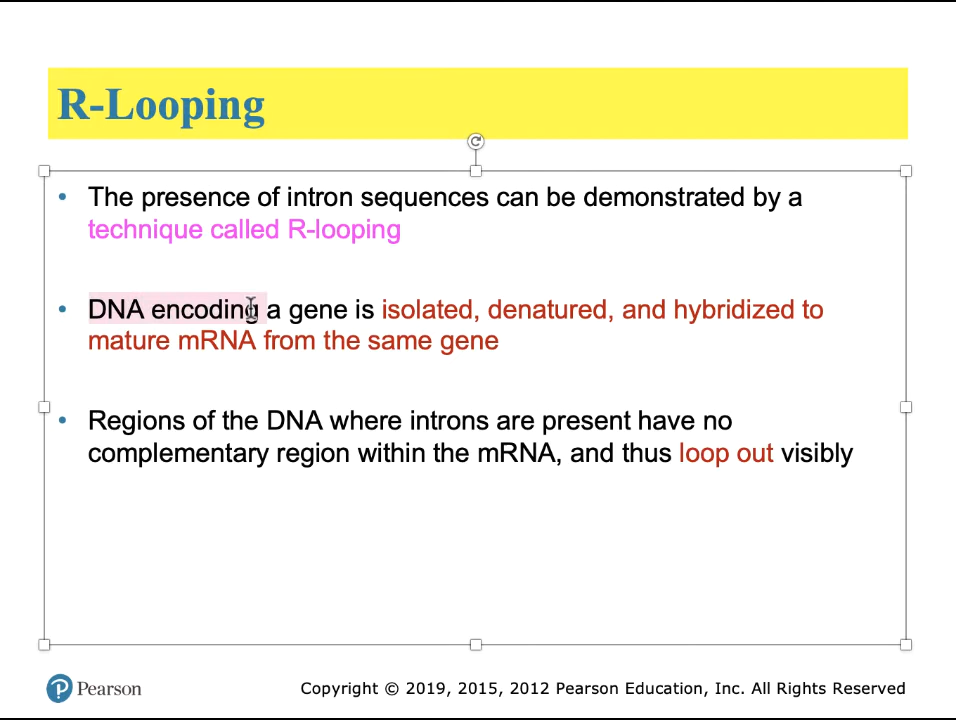 R-Looping
• The presence of intron sequences can be demonstrated by a
technique called R-looping
• DNA encoding a gene is isolated, denatured, and hybridized to
mature mRNA from the same gene
• Regions of the DNA where introns are present have no
complementary region within the mRNA, and thus loop out visibly
Pearson
Copyright © 2019, 2015, 2012 Pearson Education, Inc. All Rights Reserved